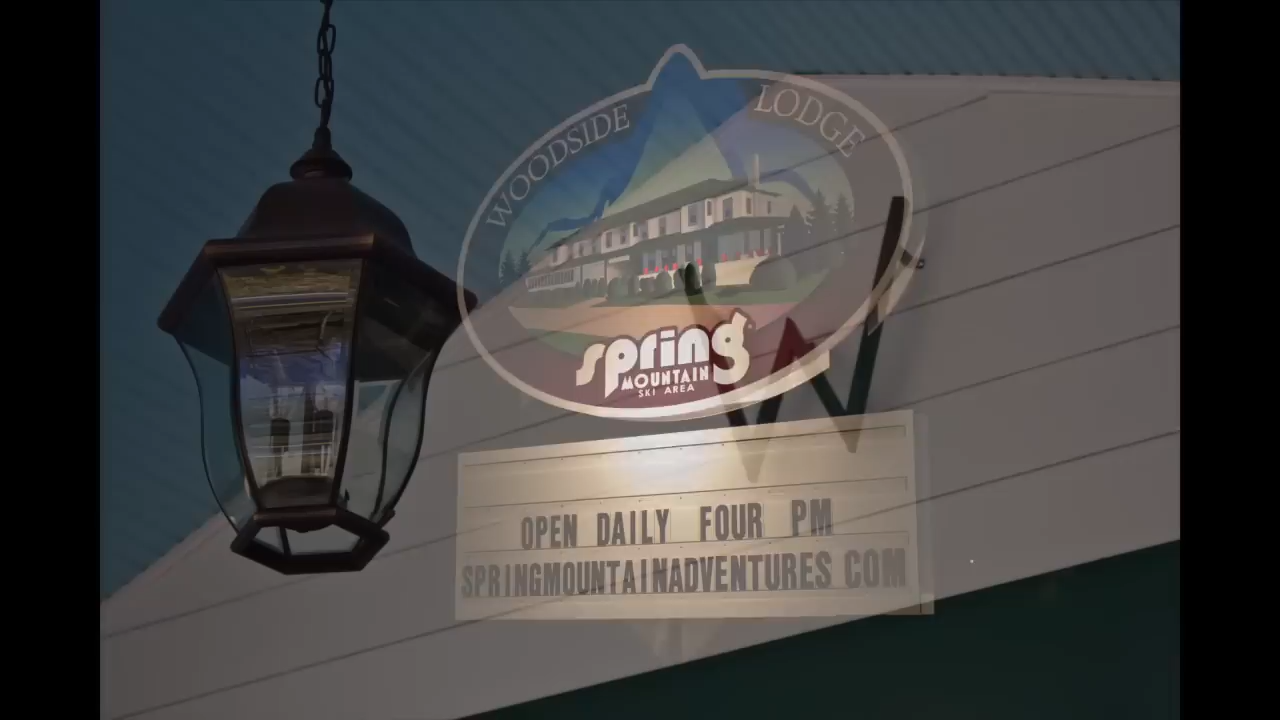 WOODSIDE LODGE
W
spring
MOUNTAIN
SKI AREA
OPEN DAILY FOUR PM
SPRINGMOUNTAINADVENTURES COM